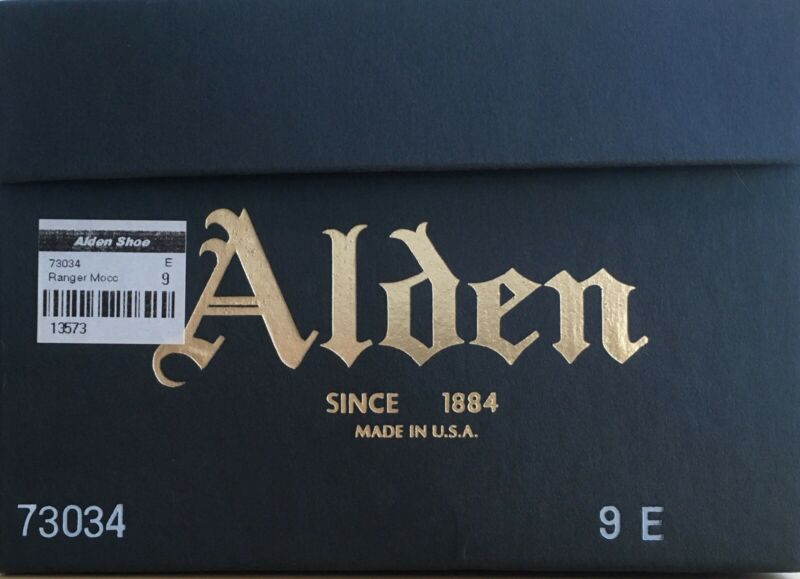 Alden Shoe
73034 E
Ranger Mocc 9
13573
Alden
SINCE 1884
MADE IN U.S.A.
73034 9 E